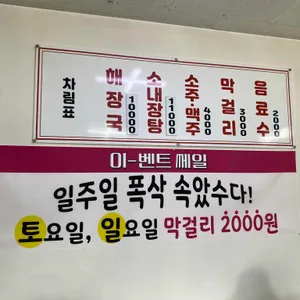 차림표
해장국 10000
소내장탕 11000
소주·맥주 4000
막걸리 3000
음료수 2000
이-벤트 쎄일
일주일 폭삭 속았수다!
토요일, 일요일 막걸리 2000원